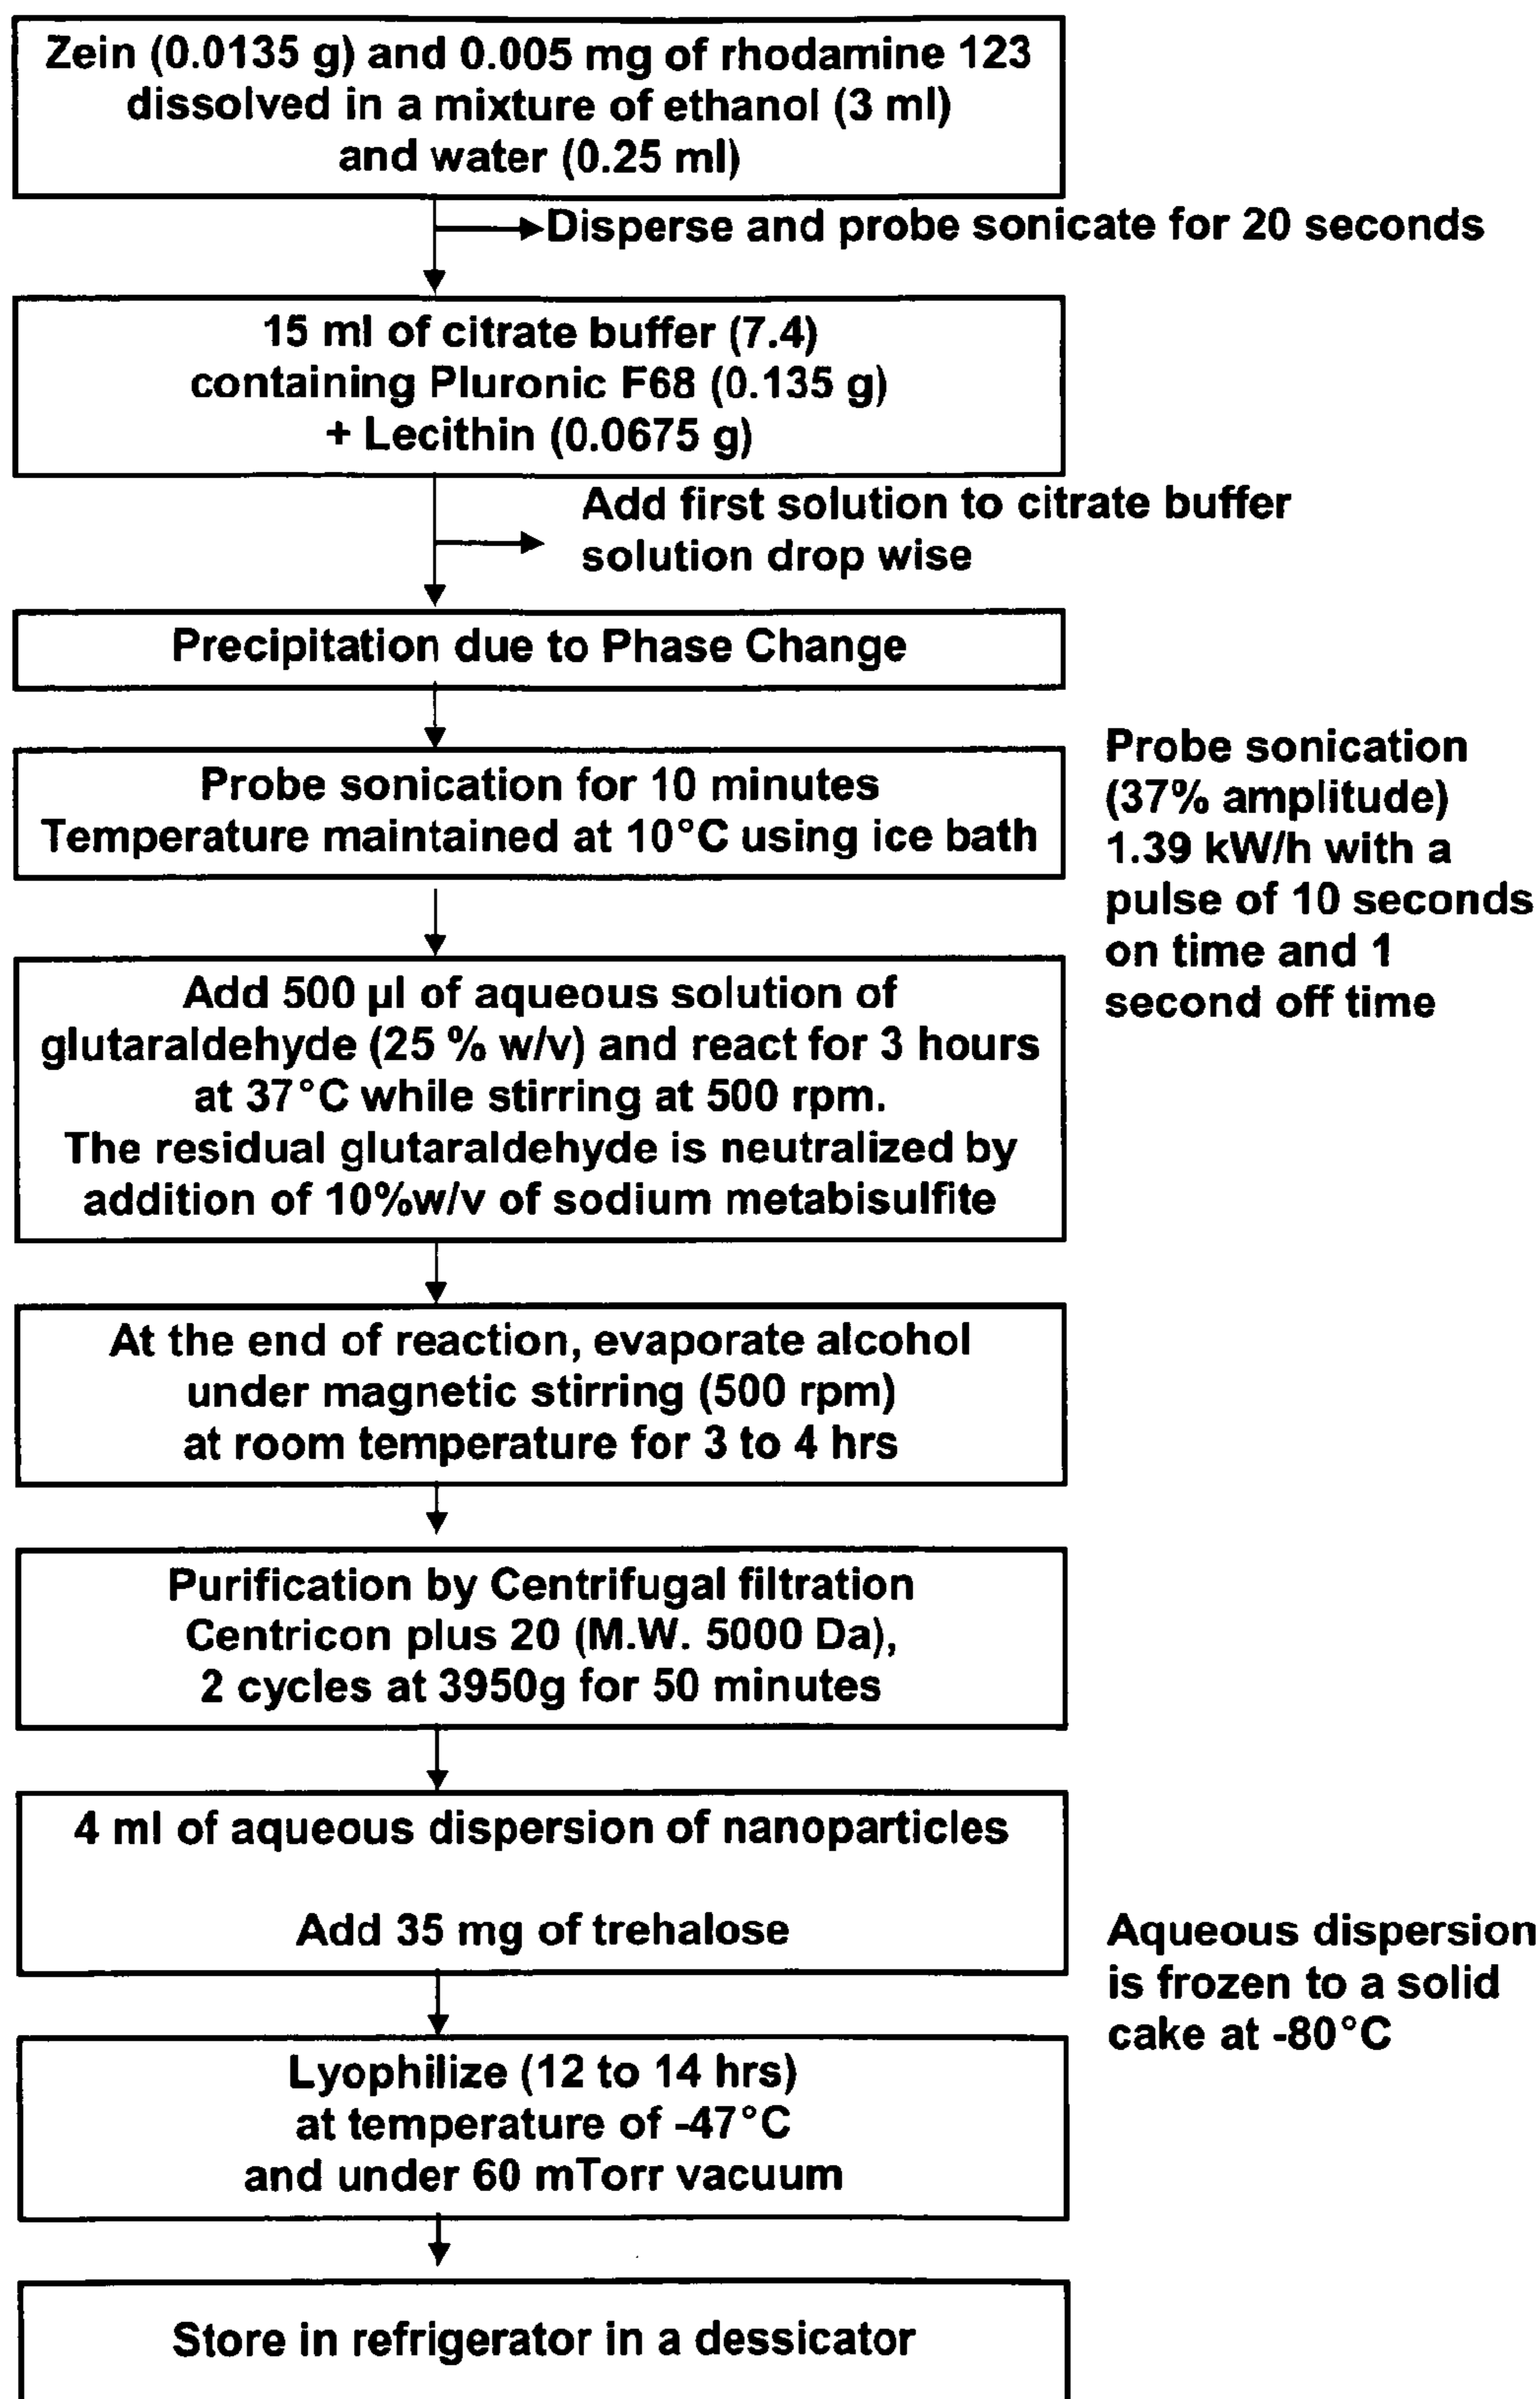 Zein (0.0135 g) and 0.005 mg of rhodamine 123
dissolved in a mixture of ethanol (3 ml)
and water (0.25 ml)
Disperse and probe sonicate for 20 seconds
15 ml of citrate buffer (7.4)
containing Pluronic F68 (0.135 g)
+ Lecithin (0.0675 g)
Add first solution to citrate buffer
solution drop wise
Precipitation due to Phase Change
Probe sonication for 10 minutes
Temperature maintained at 10°C using ice bath
Probe sonication
(37% amplitude)
1.39 kW/h with a
pulse of 10 seconds
on time and 1
second off time
Add 500 µl of aqueous solution of
glutaraldehyde (25 % w/v) and react for 3 hours
at 37°C while stirring at 500 rpm.
The residual glutaraldehyde is neutralized by
addition of 10%w/v of sodium metabisulfite
At the end of reaction, evaporate alcohol
under magnetic stirring (500 rpm)
at room temperature for 3 to 4 hrs
Purification by Centrifugal filtration
Centricon plus 20 (M.W. 5000 Da),
2 cycles at 3950g for 50 minutes
4 ml of aqueous dispersion of nanoparticles
Add 35 mg of trehalose
Aqueous dispersion
is frozen to a solid
cake at -80°C
Lyophilize (12 to 14 hrs)
at temperature of -47°C
and under 60 mTorr vacuum
Store in refrigerator in a dessicator